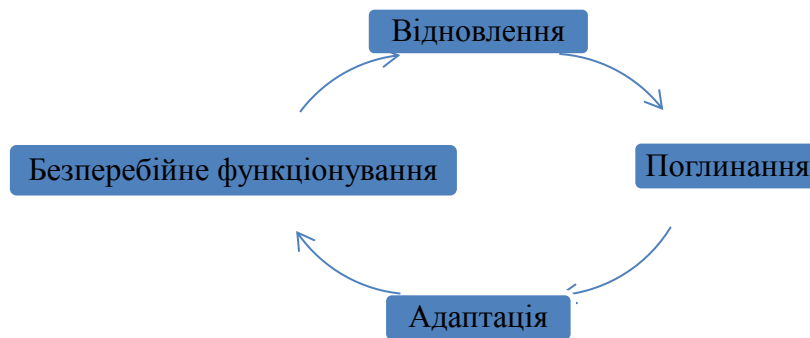 Відновлення
Безперебійне функціонування
Поглинання
Адаптація